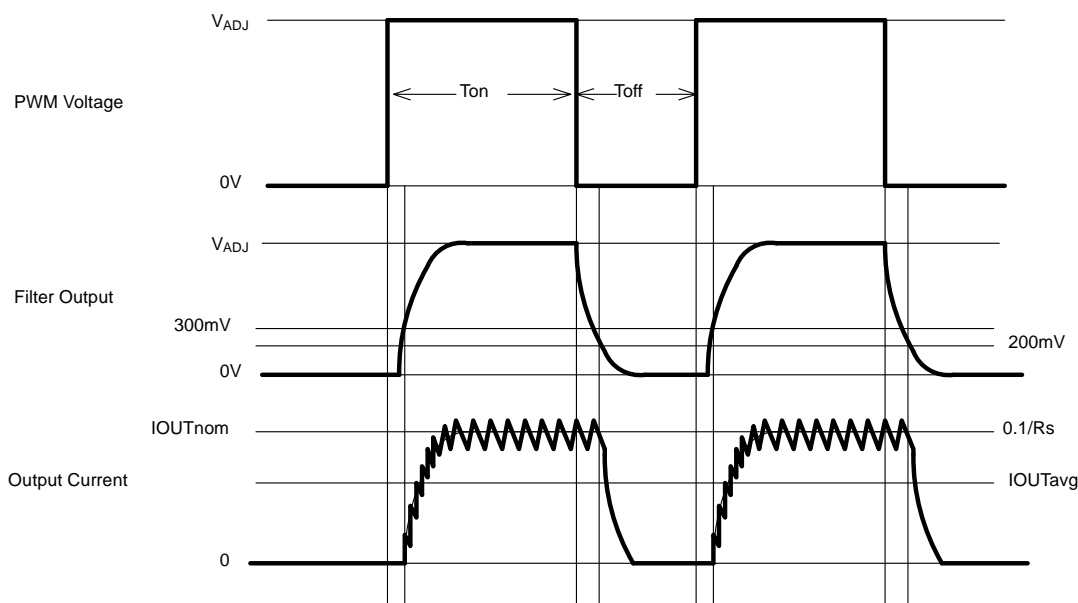 VADJ
Ton
Toff
PWM Voltage
0V
VADJ
Filter Output
300mV
200mV
0V
IOUTnom
0.1/Rs
Output Current
IOUTavg
0